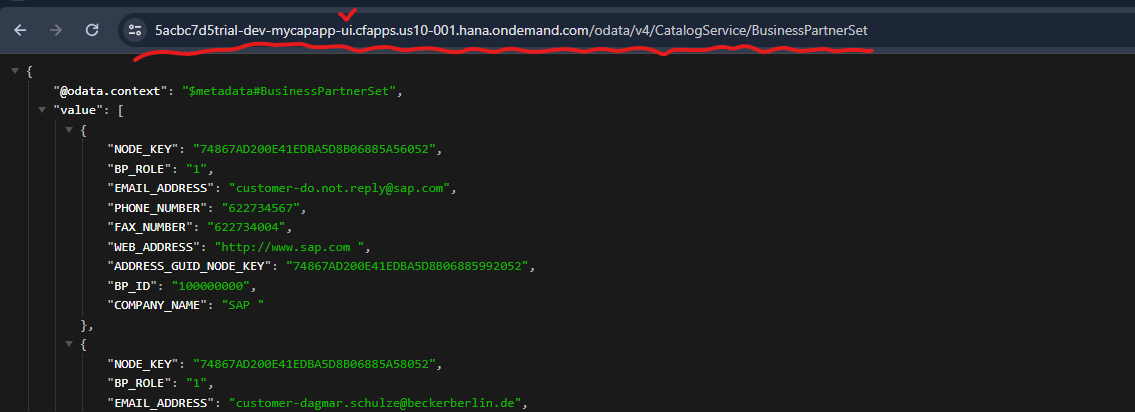 5acbc7d5trial-dev-mycapapp-ui.cfapps.us10-001.hana.ondemand.com/odata/v4/CatalogService/BusinessPartnerSet
{
"@odata.context": "$metadata#BusinessPartnerSet",
"value": [
{
"NODE_KEY": "74867AD200E41EDBA5D8B06885A56052",
"BP_ROLE": "1",
"EMAIL_ADDRESS": "customer-do.not.reply@sap.com",
"PHONE_NUMBER": "622734567",
"FAX_NUMBER": "622734004",
"WEB_ADDRESS": "http://www.sap.com ",
"ADDRESS_GUID_NODE_KEY": "74867AD200E41EDBA5D8B06885992052",
"BP_ID": "100000000",
"COMPANY_NAME": "SAP "
},
{
"NODE_KEY": "74867AD200E41EDBA5D8B06885A58052",
"BP_ROLE": "1",
"EMAIL_ADDRESS": "customer-dagmar.schulze@beckerberlin.de",